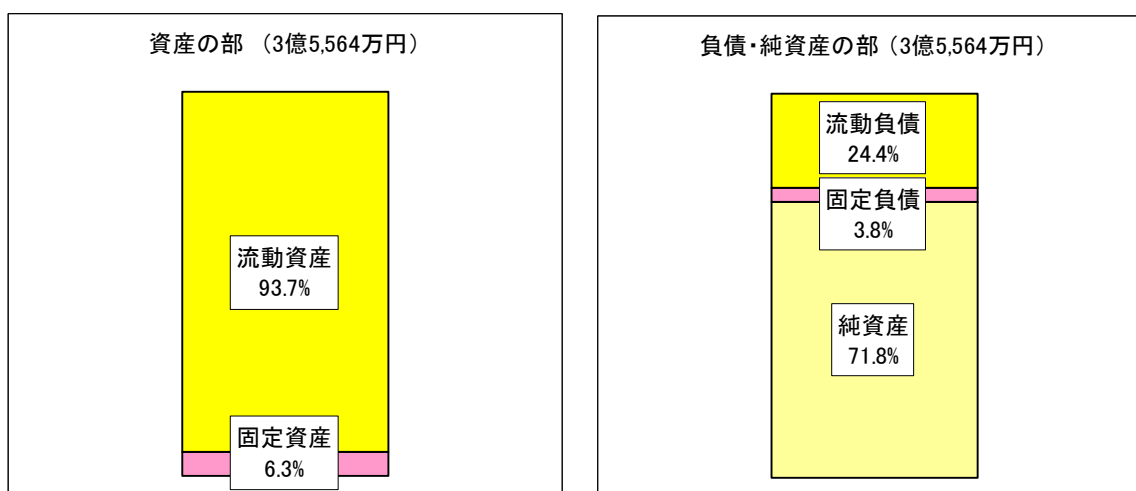 資産の部 （3億5,564万円）
流動資産
93.7%
固定資産
6.3%
負債・純資産の部（3億5,564万円）
流動負債
24.4%
固定負債
3.8%
純資産
71.8%